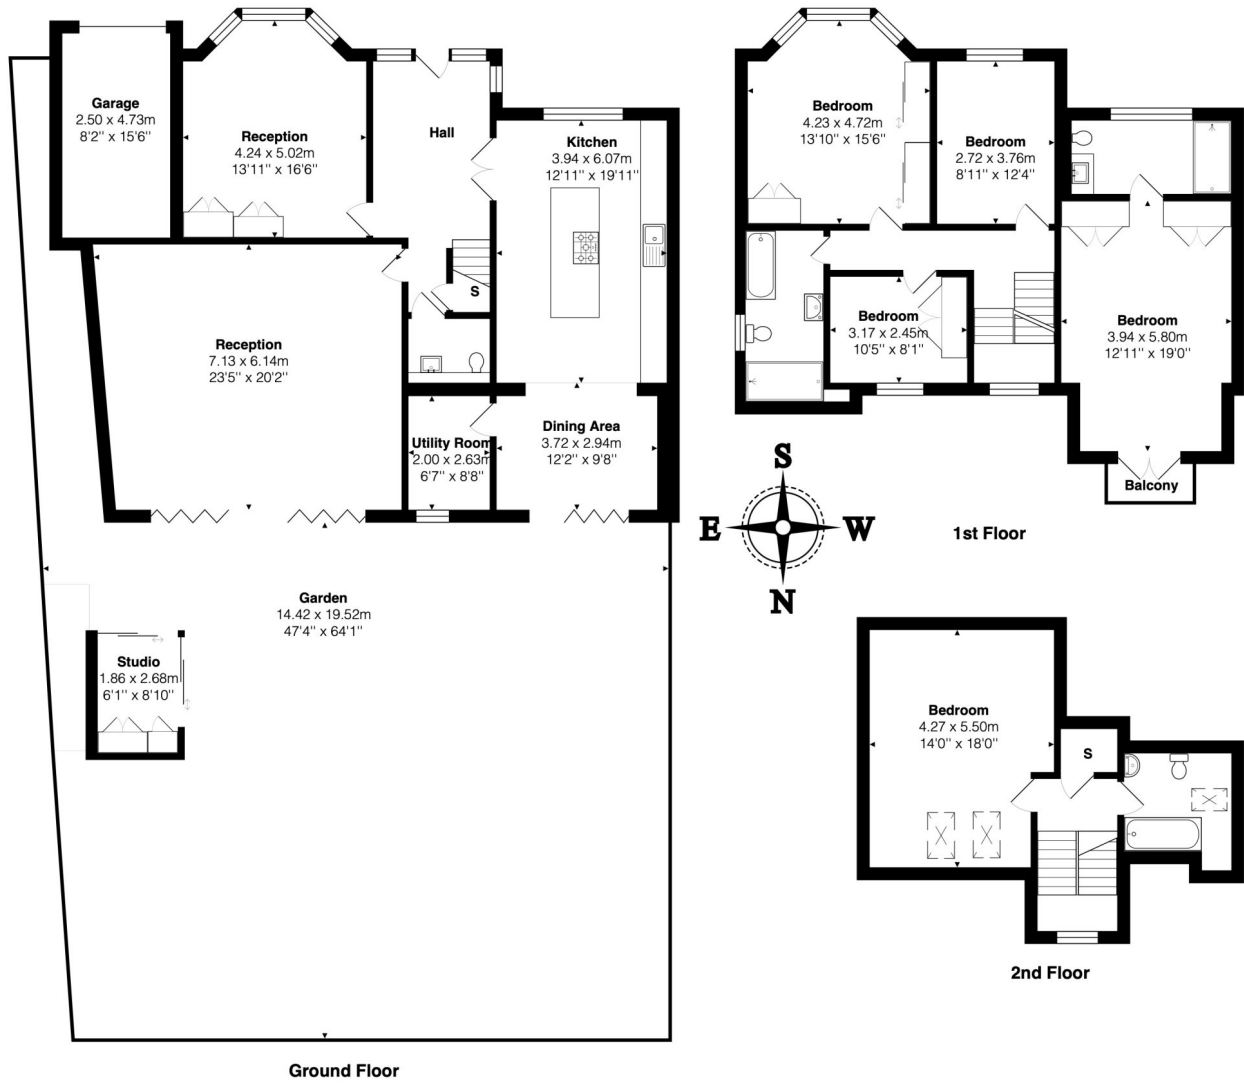 Garage
2.50 x 4.73m
8'2'' x 15'6''
Reception
4.24 x 5.02m
13'11'' x 16'6''
Hall
Kitchen
3.94 x 6.07m
12'11'' x 19'11''
S
Reception
7.13 x 6.14m
23'5'' x 20'2''
Utility Room
2.00 x 2.63m
6'7'' x 8'8''
Dining Area
3.72 x 2.94m
12'2'' x 9'8''
Garden
14.42 x 19.52m
47'4'' x 64'1''
Studio
1.86 x 2.68m
6'1'' x 8'10''
Ground Floor
Bedroom
4.23 x 4.72m
13'10'' x 15'6''
Bedroom
2.72 x 3.76m
8'11'' x 12'4''
Bedroom
3.17 x 2.45m
10'5'' x 8'1''
Bedroom
3.94 x 5.80m
12'11'' x 19'0''
Balcony
1st Floor
S
E
W
N
Bedroom
4.27 x 5.50m
14'0'' x 18'0''
S
2nd Floor